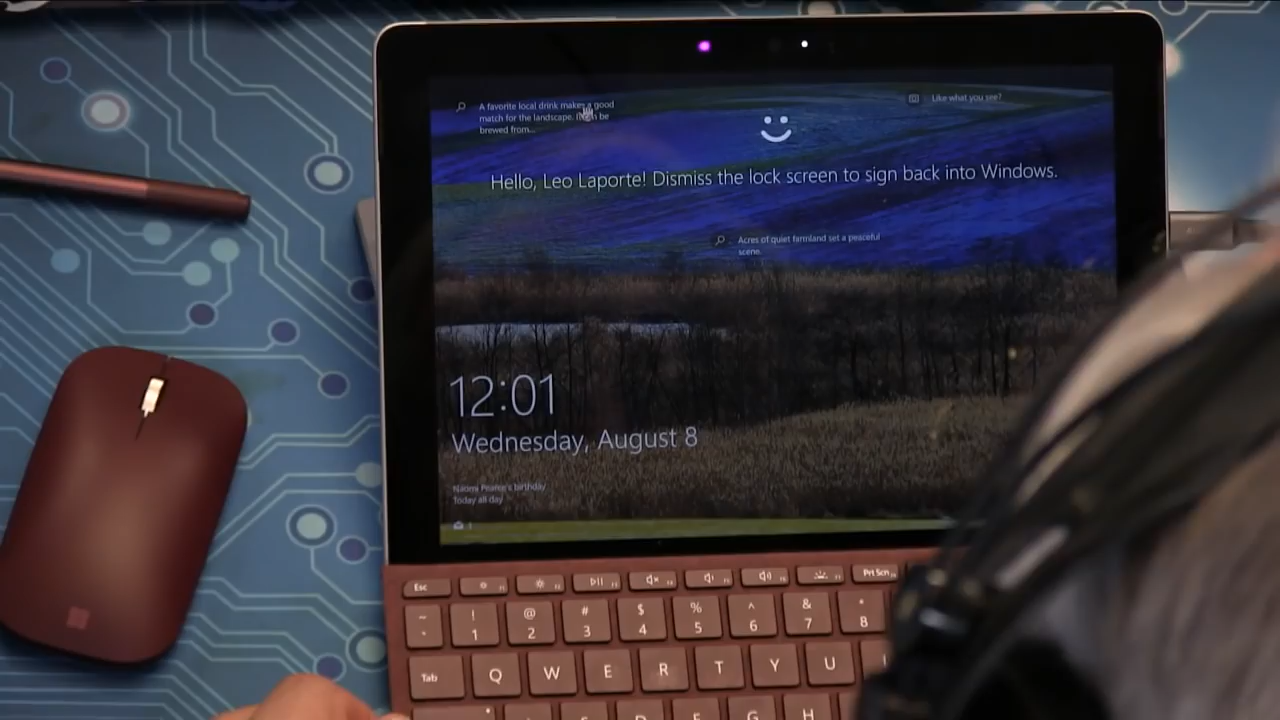 A favorite local drink makes a good
match for the landscape. It can be
brewed from...
Like what you see?
Hello, Leo Laporte! Dismiss the lock screen to sign back into Windows.
Acres of quiet farmland set a peaceful
scene.
12:01
Wednesday, August 8
Naomi Pearce's birthday
Today all day
1
Esc
PrtScn
~ ! @ # $ % ^ & *
` 1 2 3 4 5 6 7 8
Tab Q W E R T Y U
S D F G H